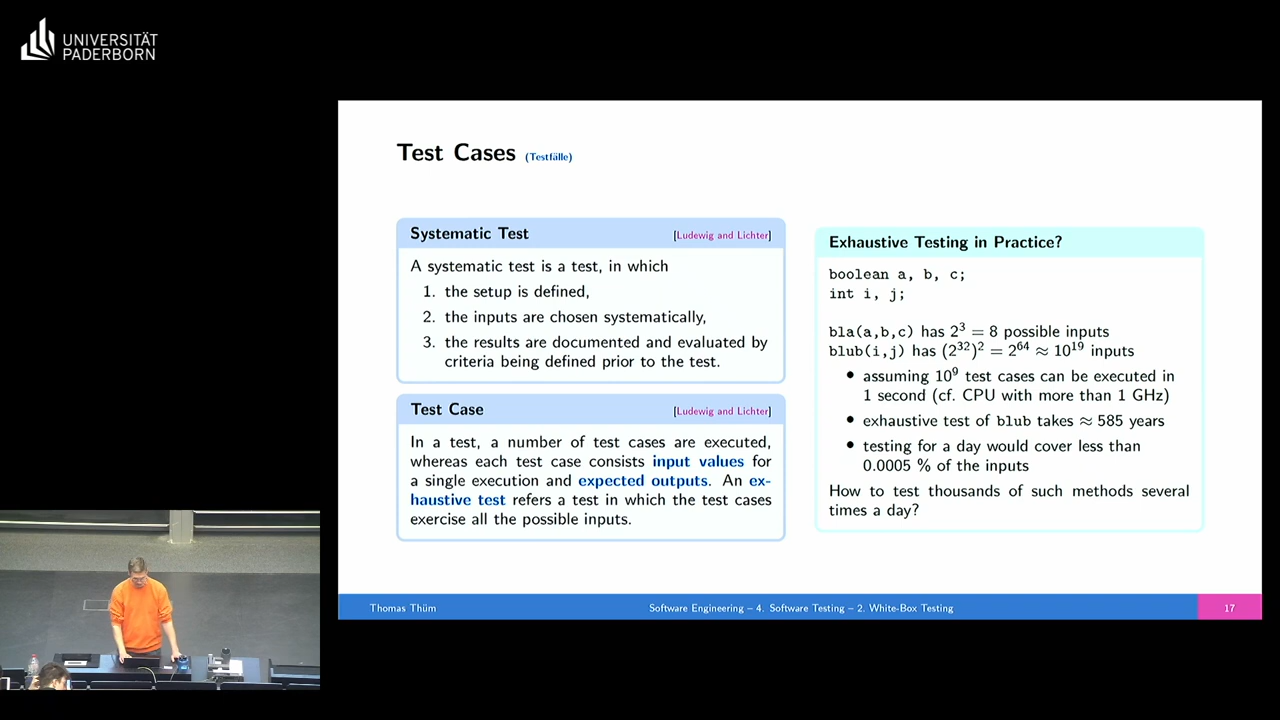 UNIVERSITÄT
PADERBORN
Test Cases (Testfälle)
Systematic Test [Ludewig and Lichter]
A systematic test is a test, in which
1. the setup is defined,
2. the inputs are chosen systematically,
3. the results are documented and evaluated by
criteria being defined prior to the test.
Test Case [Ludewig and Lichter]
In a test, a number of test cases are executed,
whereas each test case consists input values for
a single execution and expected outputs. An ex-
haustive test refers a test in which the test cases
exercise all the possible inputs.
Exhaustive Testing in Practice?
boolean a, b, c;
int i, j;
bla(a,b,c) has 2³ = 8 possible inputs
blub(i,j) has (2³²)² = 2⁶⁴ ≈ 10¹⁹ inputs
• assuming 10⁹ test cases can be executed in
1 second (cf. CPU with more than 1 GHz)
• exhaustive test of blub takes ≈ 585 years
• testing for a day would cover less than
0.0005 % of the inputs
How to test thousands of such methods several
times a day?
Thomas Thüm
Software Engineering – 4. Software Testing – 2. White-Box Testing
17